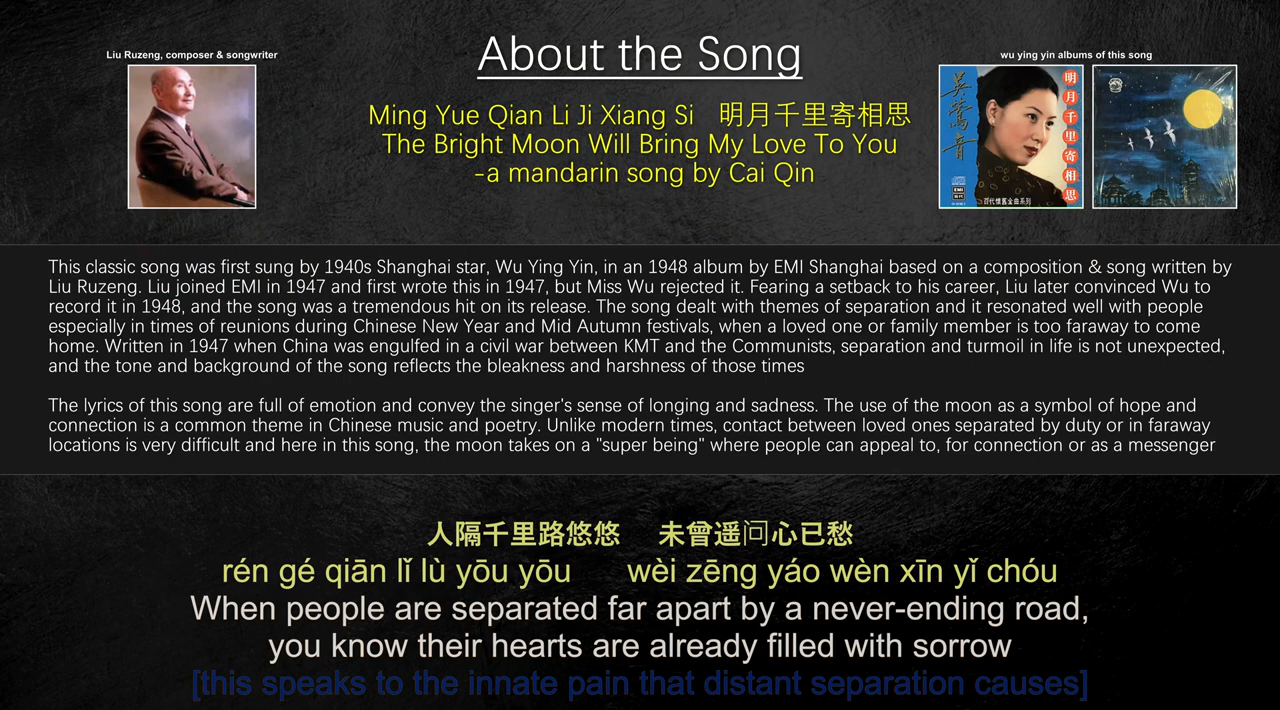 Liu Ruzeng, composer & songwriter
About the Song
wu ying yin albums of this song
Ming Yue Qian Li Ji Xiang Si 明月千里寄相思
The Bright Moon Will Bring My Love To You
-a mandarin song by Cai Qin
吳鶯音
明月千里寄相思
EMI
百代懷舊金曲系列
This classic song was first sung by 1940s Shanghai star, Wu Ying Yin, in an 1948 album by EMI Shanghai based on a composition & song written by
Liu Ruzeng. Liu joined EMI in 1947 and first wrote this in 1947, but Miss Wu rejected it. Fearing a setback to his career, Liu later convinced Wu to
record it in 1948, and the song was a tremendous hit on its release. The song dealt with themes of separation and it resonated well with people
especially in times of reunions during Chinese New Year and Mid Autumn festivals, when a loved one or family member is too faraway to come
home. Written in 1947 when China was engulfed in a civil war between KMT and the Communists, separation and turmoil in life is not unexpected,
and the tone and background of the song reflects the bleakness and harshness of those times
The lyrics of this song are full of emotion and convey the singer's sense of longing and sadness. The use of the moon as a symbol of hope and
connection is a common theme in Chinese music and poetry. Unlike modern times, contact between loved ones separated by duty or in faraway
locations is very difficult and here in this song, the moon takes on a "super being" where people can appeal to, for connection or as a messenger
人隔千里路悠悠 未曾遥问心已愁
rén gé qiān lǐ lù yōu yōu wèi zēng yáo wèn xīn yǐ chóu
When people are separated far apart by a never-ending road,
you know their hearts are already filled with sorrow
[this speaks to the innate pain that distant separation causes]